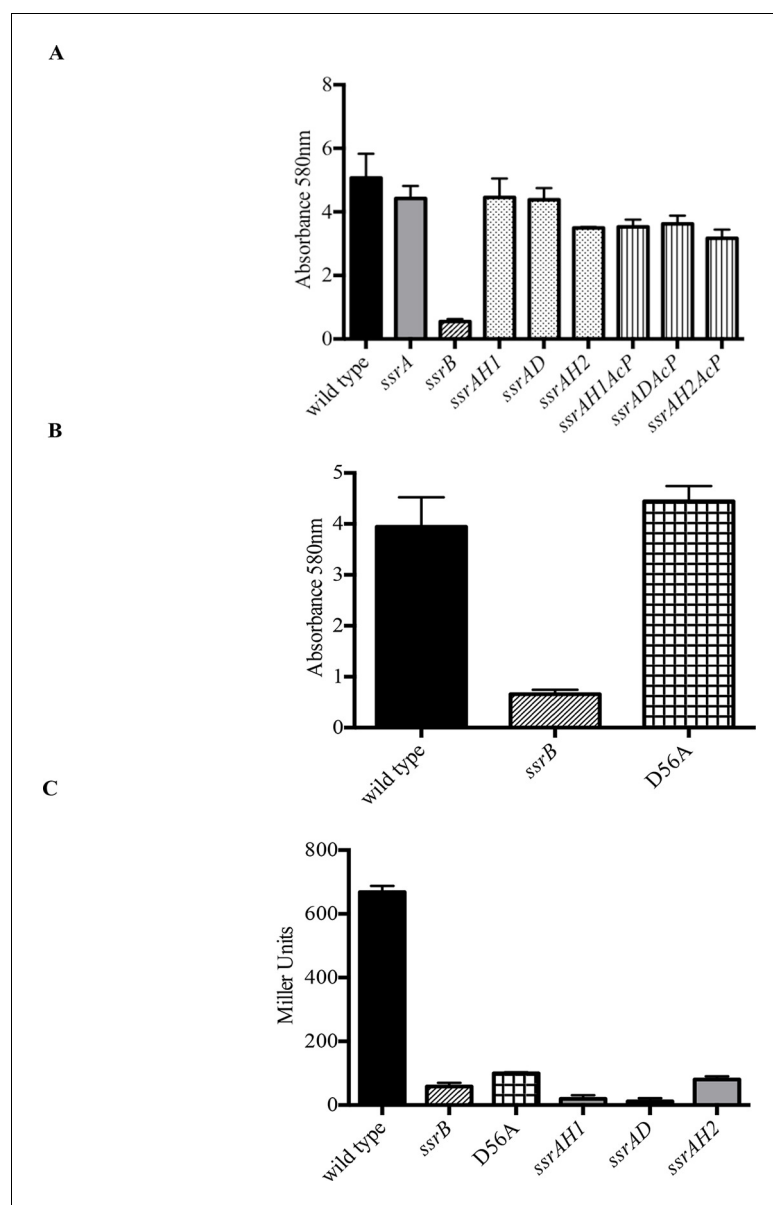 A
8
6
4
2
0
Absorbance 580nm
wild type
ssrA
ssrB
ssrAH1
ssrAD
ssrAH2
ssrAH1AcP
ssrADAcP
ssrAH2AcP
B
5
4
3
2
1
0
Absorbance 580nm
wild type
ssrB
D56A
C
800
600
400
200
0
Miller Units
wild type
ssrB
D56A
ssrAH1
ssrAD
ssrAH2